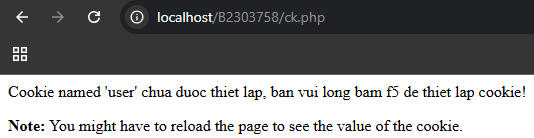 localhost/B2303758/ck.php
Cookie named 'user' chua duoc thiet lap, ban vui long bam f5 de thiet lap cookie!
Note: You might have to reload the page to see the value of the cookie.